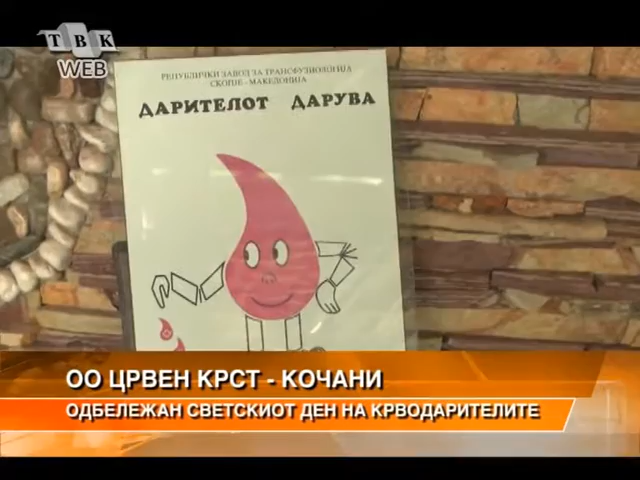 ТВК
WEB
РЕПУБЛИЧКИ ЗАВОД ЗА ТРАНСФУЗИОЛОГИЈА
СКОПЈЕ - МАКЕДОНИЈА
ДАРИТЕЛОТ ДАРУВА
ОО ЦРВЕН КРСТ - КОЧАНИ
ОДБЕЛЕЖАН СВЕТСКИОТ ДЕН НА КРВОДАРИТЕЛИТЕ